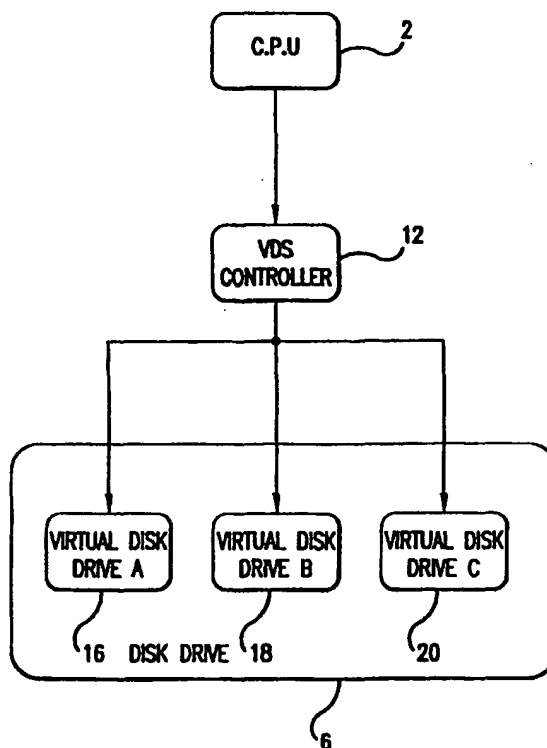 C.P.U
2
VDS
CONTROLLER
12
VIRTUAL DISK
DRIVE A
VIRTUAL DISK
DRIVE B
VIRTUAL DISK
DRIVE C
16 DISK DRIVE 18 20
6